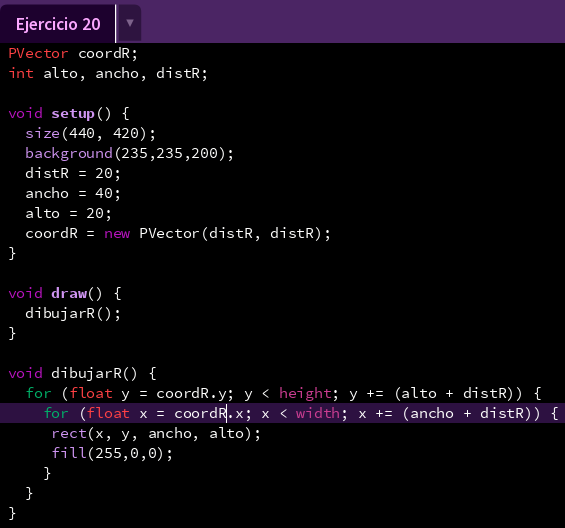 Ejercicio 20 ▼
PVector coordR;
int alto, ancho, distR;

void setup() {
  size(440, 420);
  background(235,235,200);
  distR = 20;
  ancho = 40;
  alto = 20;
  coordR = new PVector(distR, distR);
}

void draw() {
  dibujarR();
}

void dibujarR() {
  for (float y = coordR.y; y < height; y += (alto + distR)) {
    for (float x = coordR.x; x < width; x += (ancho + distR)) {
     rect(x, y, ancho, alto);
     fill(255,0,0);
    }
  }
}